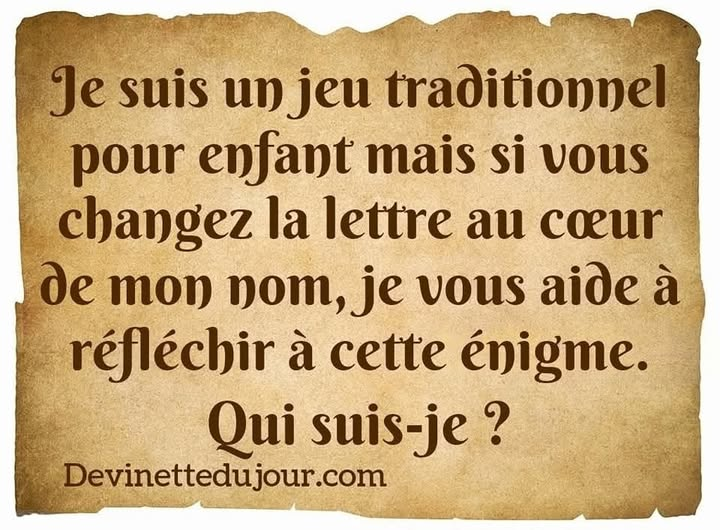 Je suis un jeu traditionnel
pour enfant mais si vous
changez la lettre au cœur
de mon nom, je vous aide à
réfléchir à cette énigme.
Qui suis-je ?
Devinettedujour.com